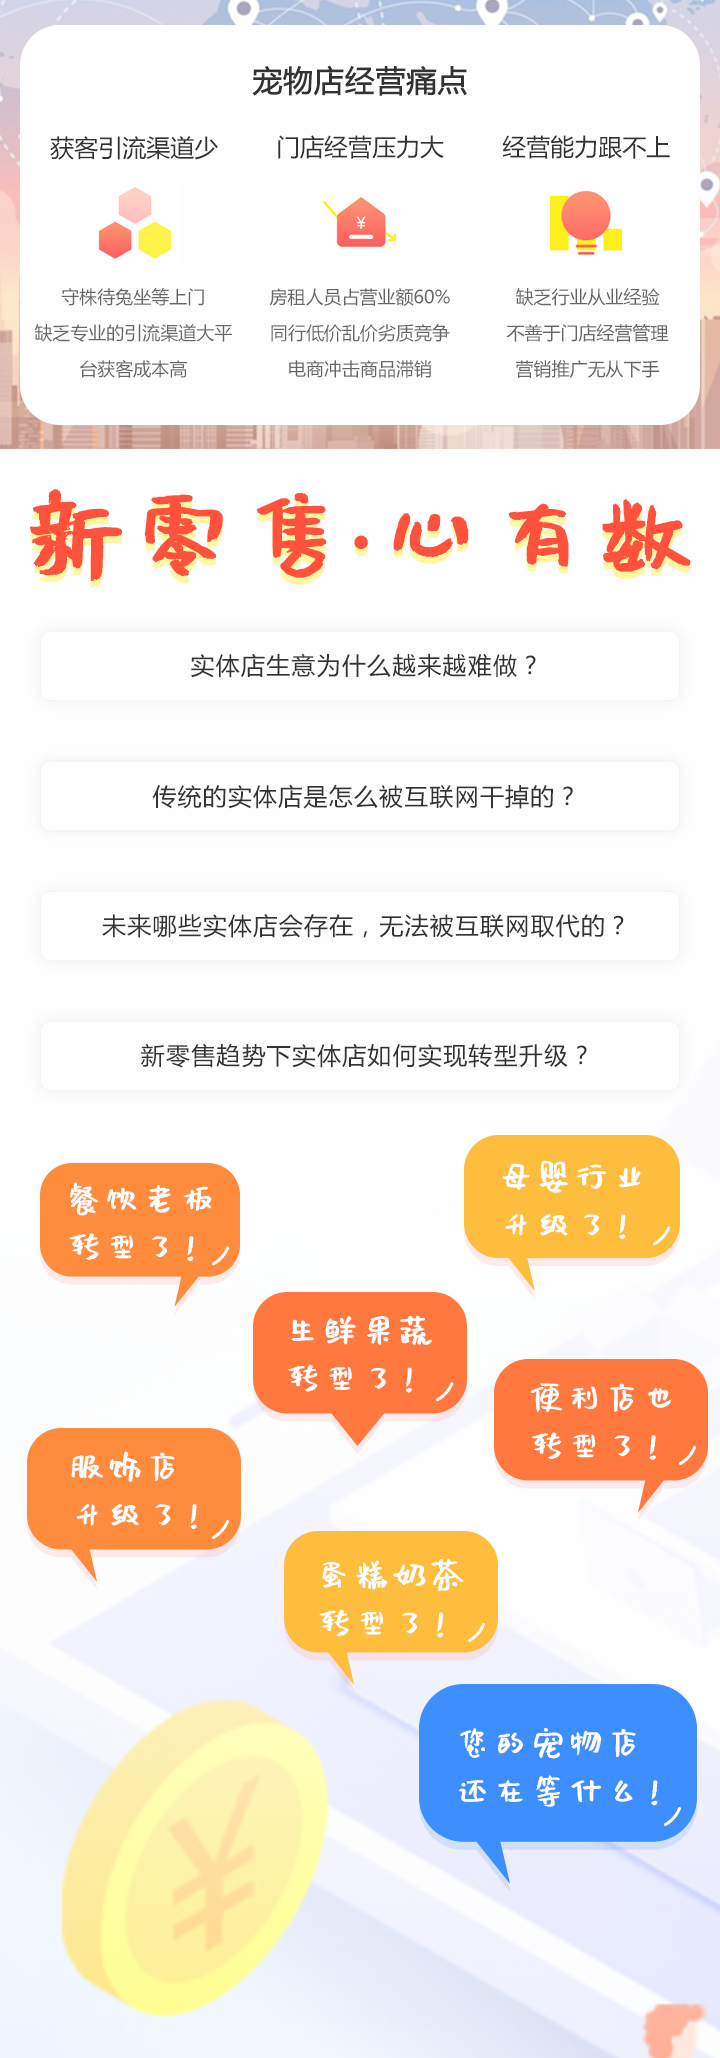 宠物店经营痛点
获客引流渠道少
门店经营压力大
经营能力跟不上
¥
守株待兔坐等上门
缺乏专业的引流渠道大平
台获客成本高
房租人员占营业额60%
同行低价乱价劣质竞争
电商冲击商品滞销
缺乏行业从业经验
不善于门店经营管理
营销推广无从下手
新零售·心有数
实体店生意为什么越来越难做？
传统的实体店是怎么被互联网干掉的？
未来哪些实体店会存在，无法被互联网取代的？
新零售趋势下实体店如何实现转型升级？
母婴行业
升级了！
餐饮老板
转型了！
生鲜果蔬
转型了！
便利店也
转型了！
服饰店
升级了！
蛋糕奶茶
转型了！
您的宠物店
还在等什么！
¥